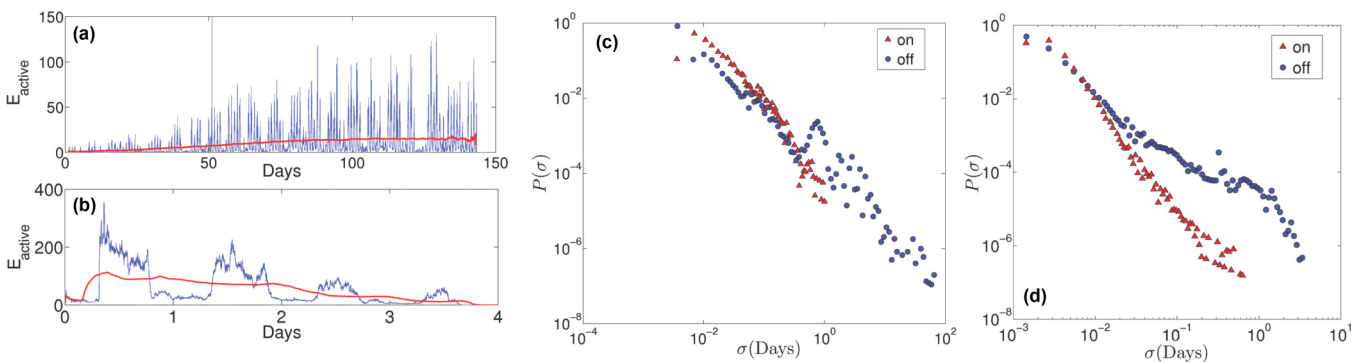 (a)
E_active
150
100
50
0
50
100
150
Days
(b)
E_active
400
200
0
0
1
2
3
4
Days
(c)
P(σ)
10^0
10^−2
10^−4
10^−6
10^−8
10^−4
10^−2
10^0
10^2
σ(Days)
on
off
(d)
P(σ)
10^0
10^−2
10^−4
10^−6
10^−8
10^−3
10^−2
10^−1
10^0
10^1
σ(Days)
on
off